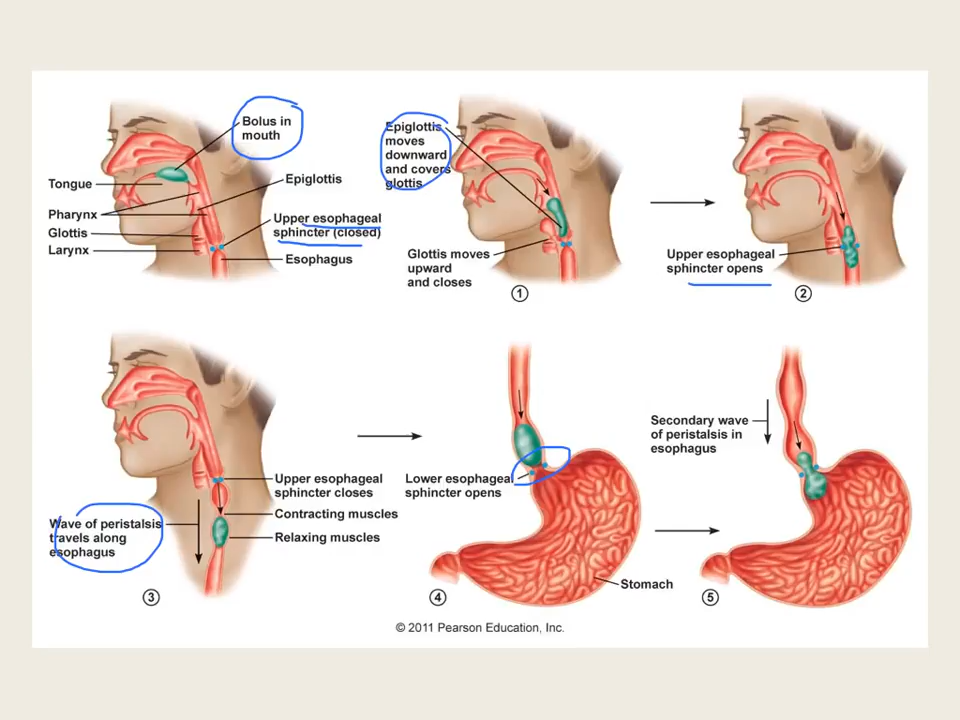 Bolus in
mouth
Tongue
Epiglottis
Pharynx
Upper esophageal
sphincter (closed)
Glottis
Larynx
Esophagus
Epiglottis
moves
downward
and covers
glottis
Glottis moves
upward
and closes
1
Upper esophageal
sphincter opens
2
Upper esophageal
sphincter closes
Contracting muscles
Relaxing muscles
Wave of peristalsis
travels along
esophagus
3
Lower esophageal
sphincter opens
Stomach
4
Secondary wave
of peristalsis in
esophagus
5
© 2011 Pearson Education, Inc.